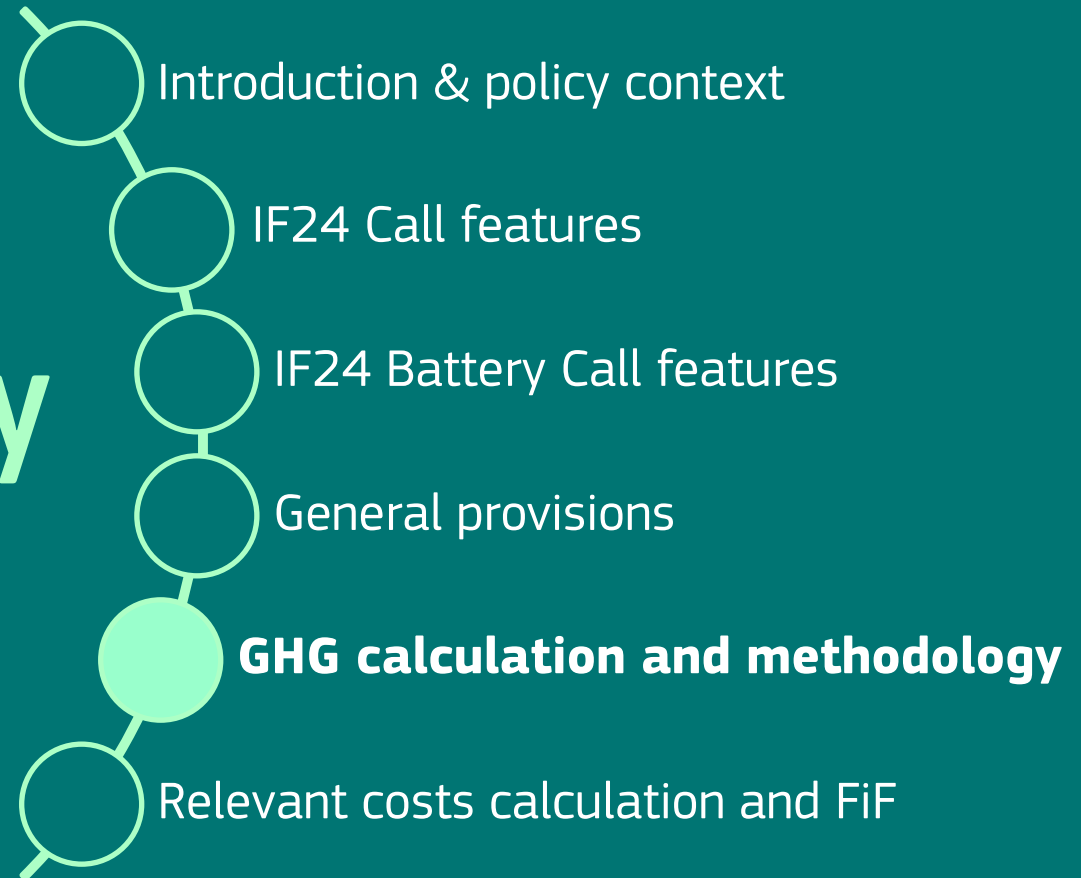 Introduction & policy context
IF24 Call features
IF24 Battery Call features
y
General provisions
GHG calculation and methodology
Relevant costs calculation and FiF